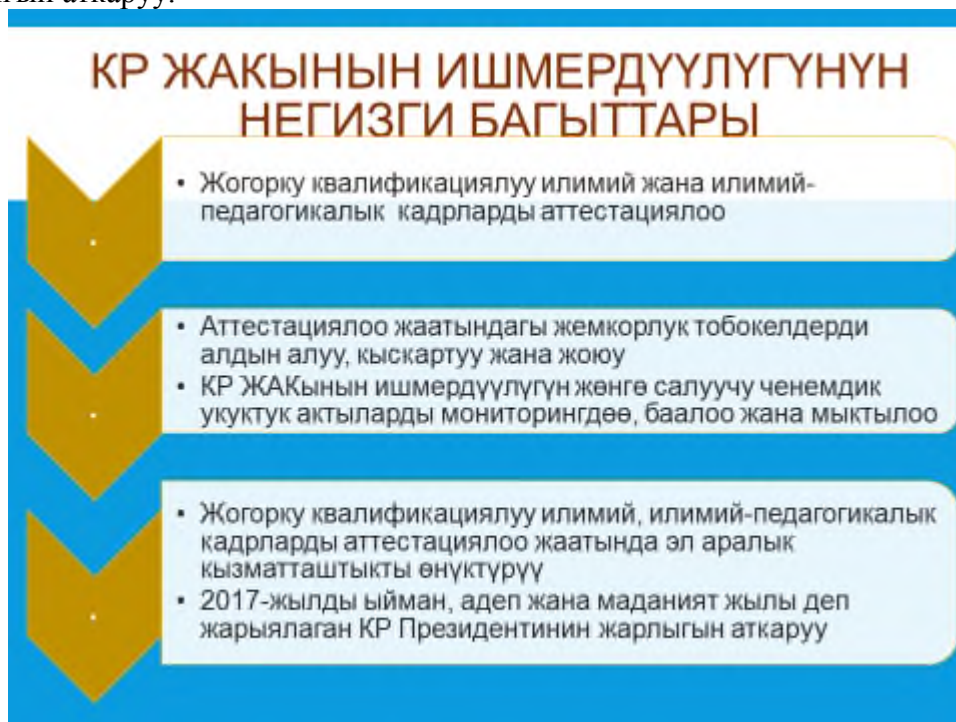 аткаруу.
КР ЖАКЫНЫН ИШМЕРДҮҮЛҮГҮНҮН
НЕГИЗГИ БАГЫТТАРЫ
• Жогорку квалификациялуу илимий жана илимий-
педагогикалык кадрларды аттестациялоо
• Аттестациялоо жаатындагы жемкорлук тобокелдерди
алдын алуу, кыскартуу жана жоюу
• КР ЖАКынын ишмердүүлүгүн жөнгө салуучу ченемдик
укуктук актыларды мониторингдөө, баалоо жана мыктылоо
• Жогорку квалификациялуу илимий, илимий-педагогикалык
кадрларды аттестациялоо жаатында эл аралык
кызматташтыкты өнүктүрүү
• 2017-жылды ыйман, адеп жана маданият жылы деп
жарыялаган КР Президентинин жарлыгын аткаруу